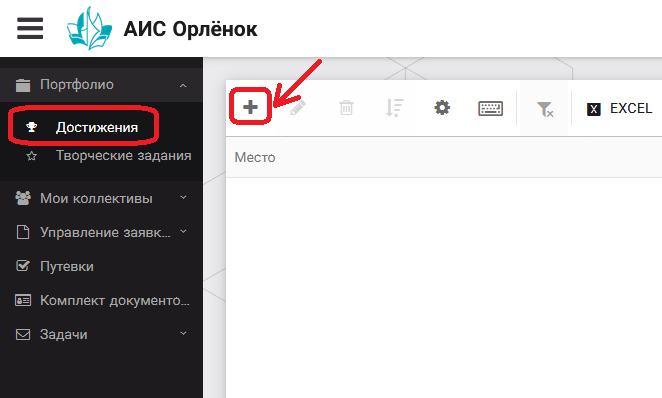 АИС Орлёнок
Портфолио
Достижения
Творческие задания
Мои коллективы
Управление заявк...
Путевки
Комплект документо...
Задачи
X EXCEL
Место